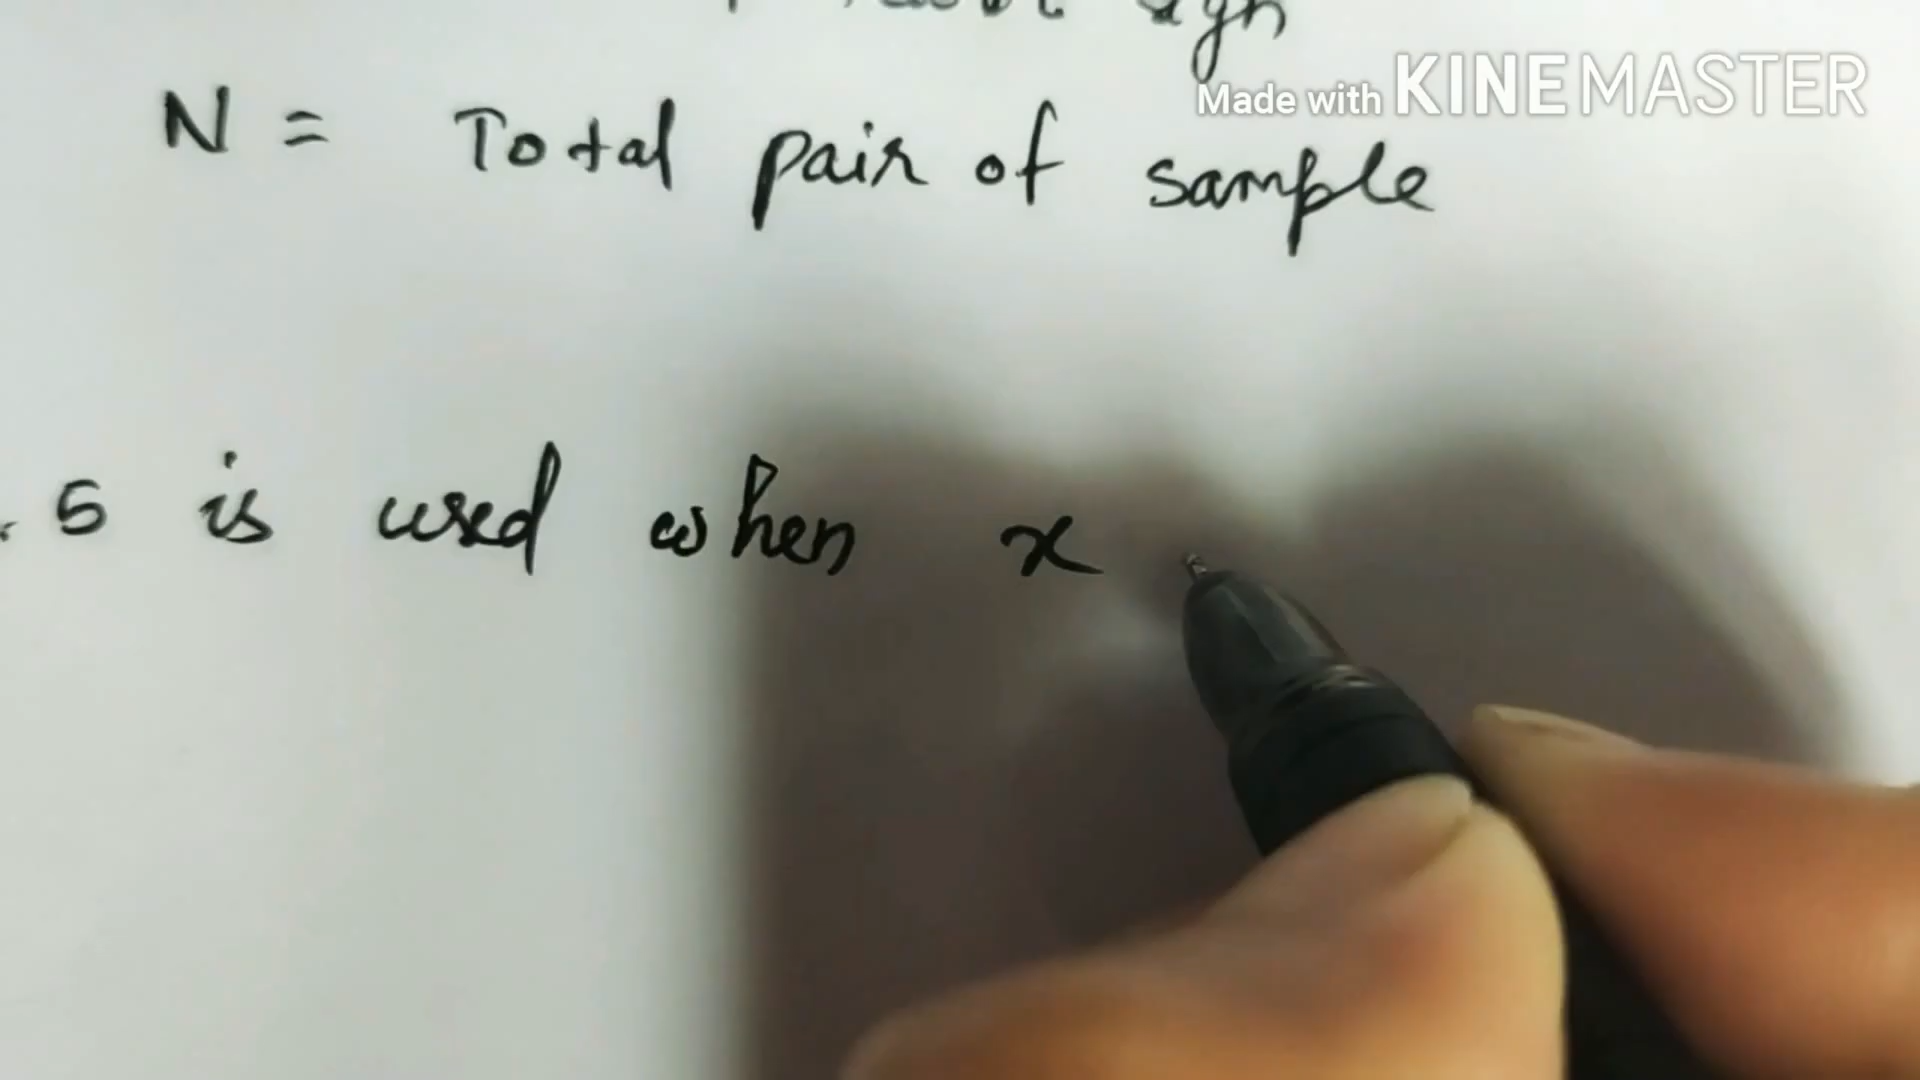 Made with KINEMASTER
N = Total pair of sample
.5 is used when x